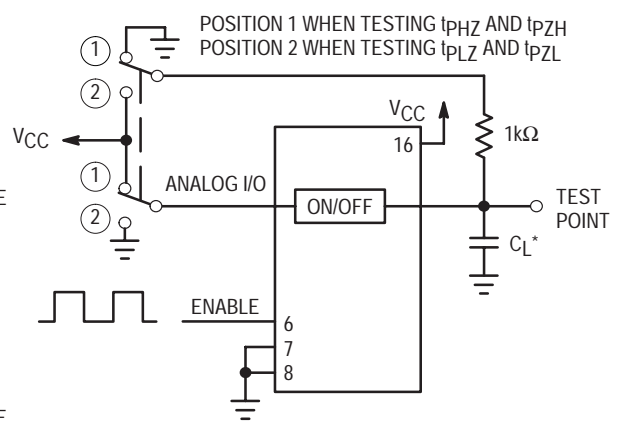 POSITION 1 WHEN TESTING tPHZ AND tPZH
POSITION 2 WHEN TESTING tPLZ AND tPZL
1
2
VCC
VCC
16
1kΩ
1
2
ANALOG I/O
ON/OFF
TEST
POINT
CL*
ENABLE
6
7
8
E
F